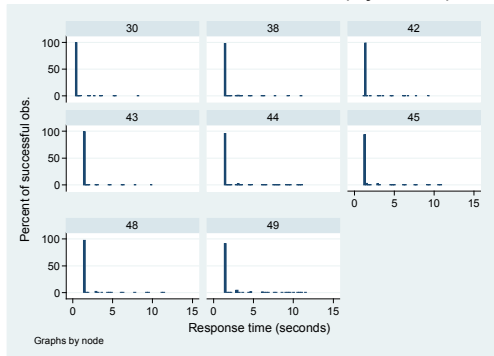 30 38 42
100
50
0
43 44 45
100
50
0
0 5 10 15
48 49
100
50
0
0 5 10 15 0 5 10 15
Percent of successful obs.
Response time (seconds)
Graphs by node